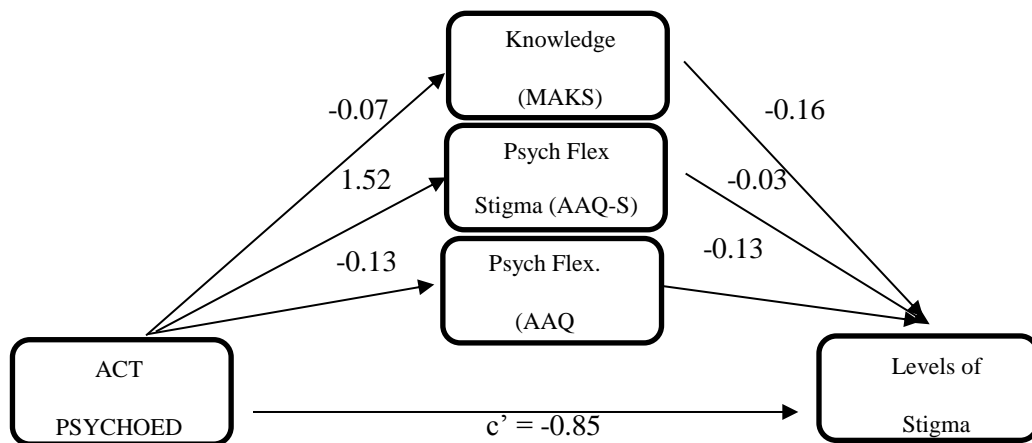 Knowledge
(MAKS)
-0.07
-0.16
Psych Flex
Stigma (AAQ-S)
1.52
-0.03
-0.13
-0.13
Psych Flex.
(AAQ
ACT
PSYCHOED
Levels of
Stigma
c’ = -0.85